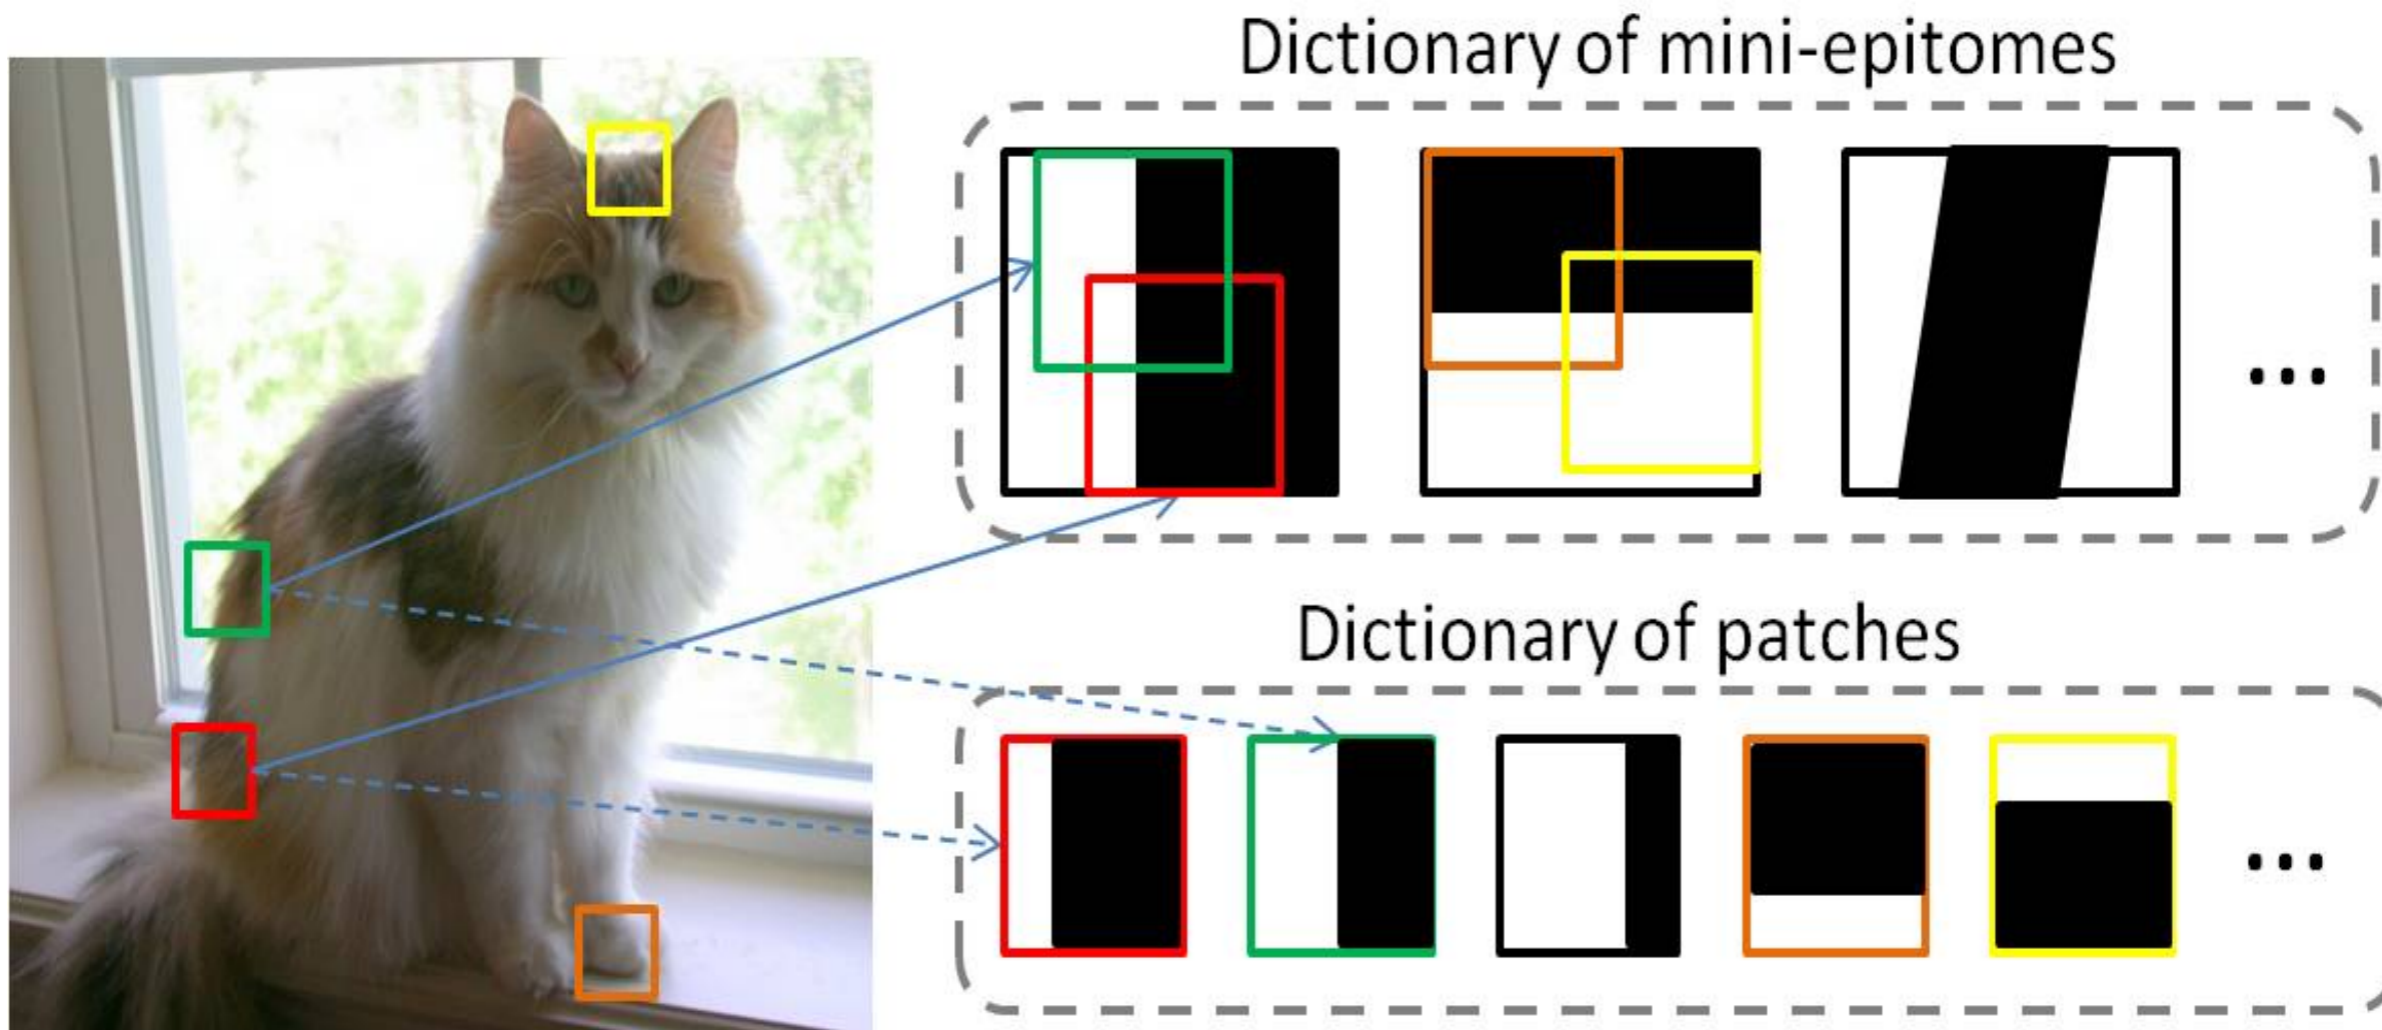 Dictionary of mini-epitomes
...
Dictionary of patches
...